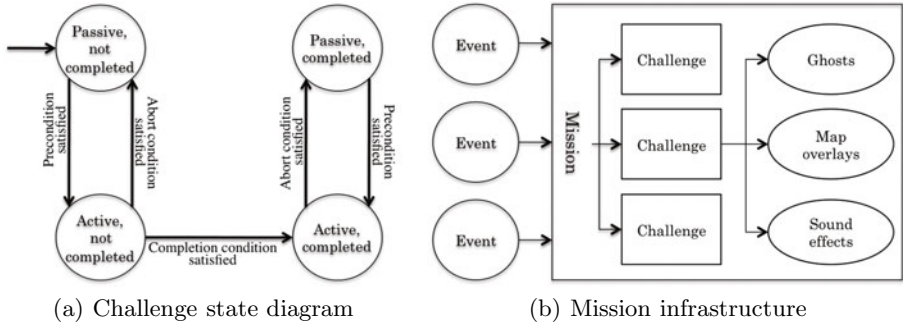 Passive,
not
completed
Passive,
completed
Precondition
satisfied
Abort condition
satisfied
Abort condition
satisfied
Precondition
satisfied
Active,
not
completed
Completion condition
satisfied
Active,
completed
(a) Challenge state diagram
Event
Event
Event
Mission
Challenge
Challenge
Challenge
Ghosts
Map
overlays
Sound
effects
(b) Mission infrastructure